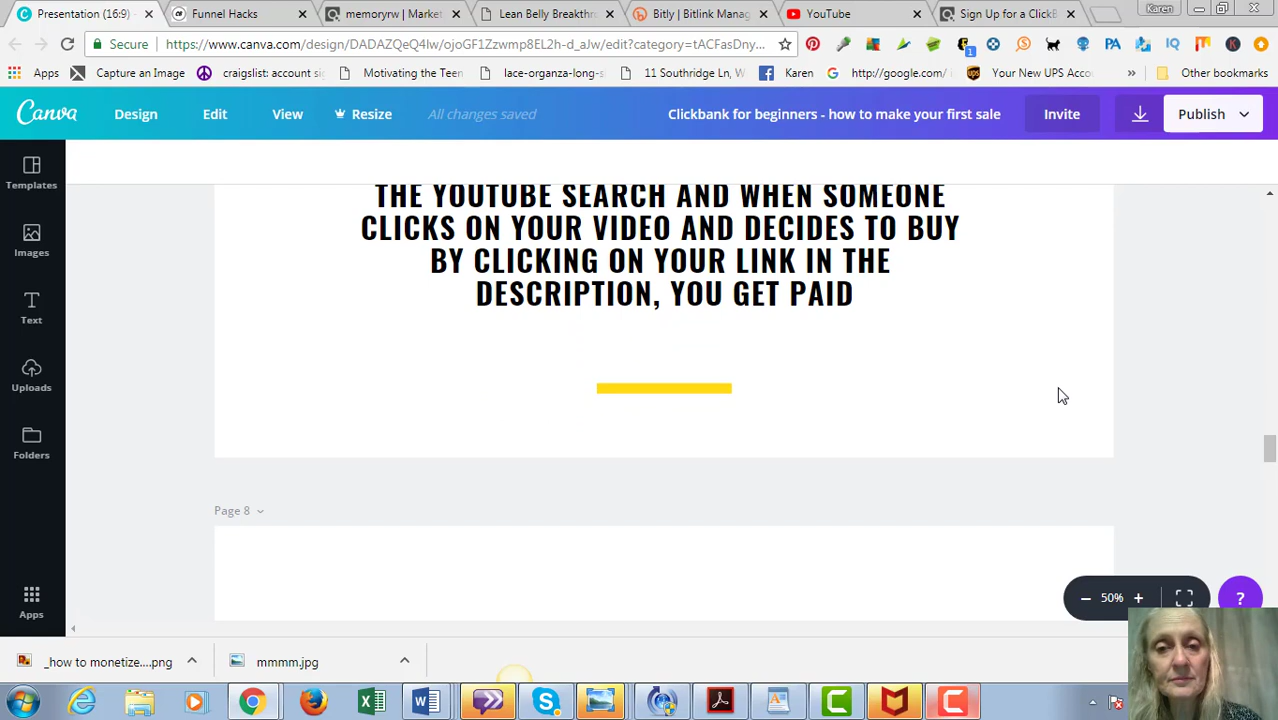 Presentation (16:9)
Funnel Hacks
memoryrw | Market
Lean Belly Breakthr
Bitly | Bitlink Manag
YouTube
Sign Up for a ClickB
Karen
Secure
https://www.canva.com/design/DADAZQeQ4Iw/ojoGF1Zzwmp8EL2h-d_aJw/edit?category=tACFasDny...
Apps
Capture an Image
craigslist:account sig
Motivating the Teen
lace-organza-long-s
11 Southridge Ln, W
Karen
http://google.com/
Your New UPS Acco
»
Other bookmarks
Canva
Design
Edit
View
Resize
All changes saved
Clickbank for beginners - how to make your first sale
Invite
Publish
Templates
Images
Text
Uploads
Folders
Apps
THE YOUTUBE SEARCH AND WHEN SOMEONE
CLICKS ON YOUR VIDEO AND DECIDES TO BUY
BY CLICKING ON YOUR LINK IN THE
DESCRIPTION, YOU GET PAID
Page 8
− 50% +
?
_how to monetize....png
mmmm.jpg